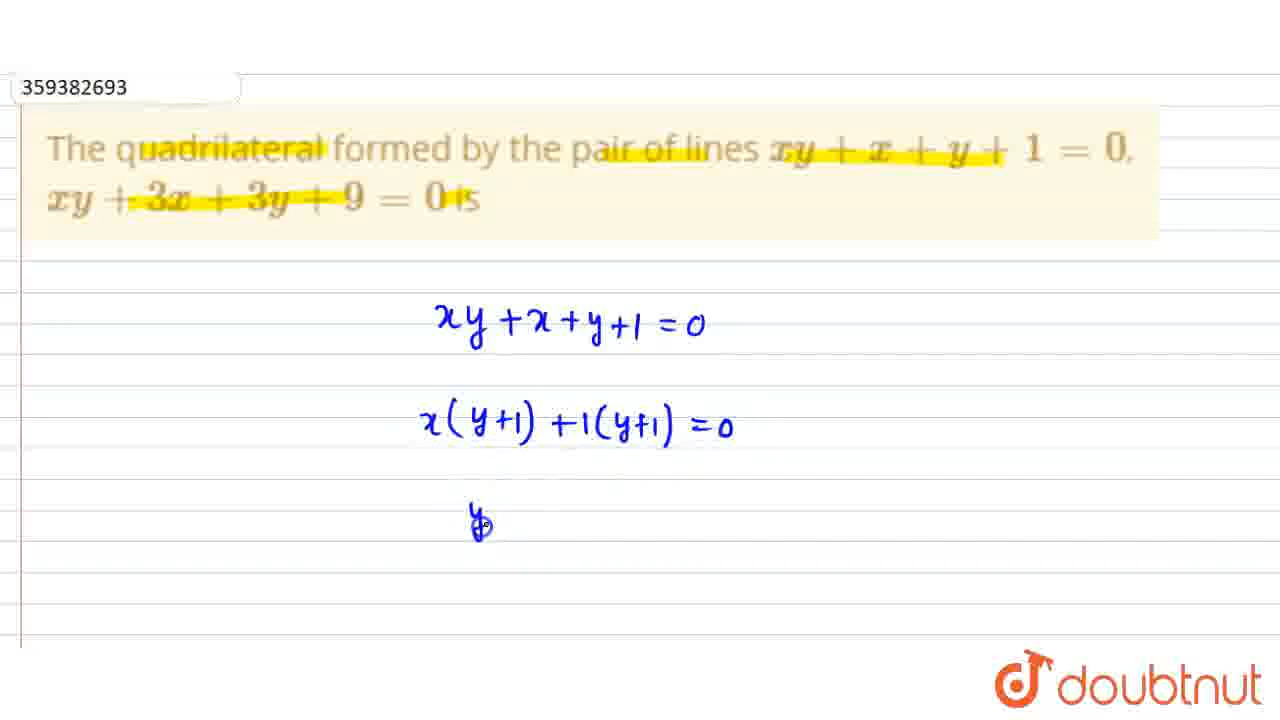 359382693
The quadrilateral formed by the pair of lines xy + x + y + 1 = 0,
xy + 3x + 3y + 9 = 0 is
xy + x + y + 1 = 0
x(y+1) + 1(y+1) = 0
y
doubtnut